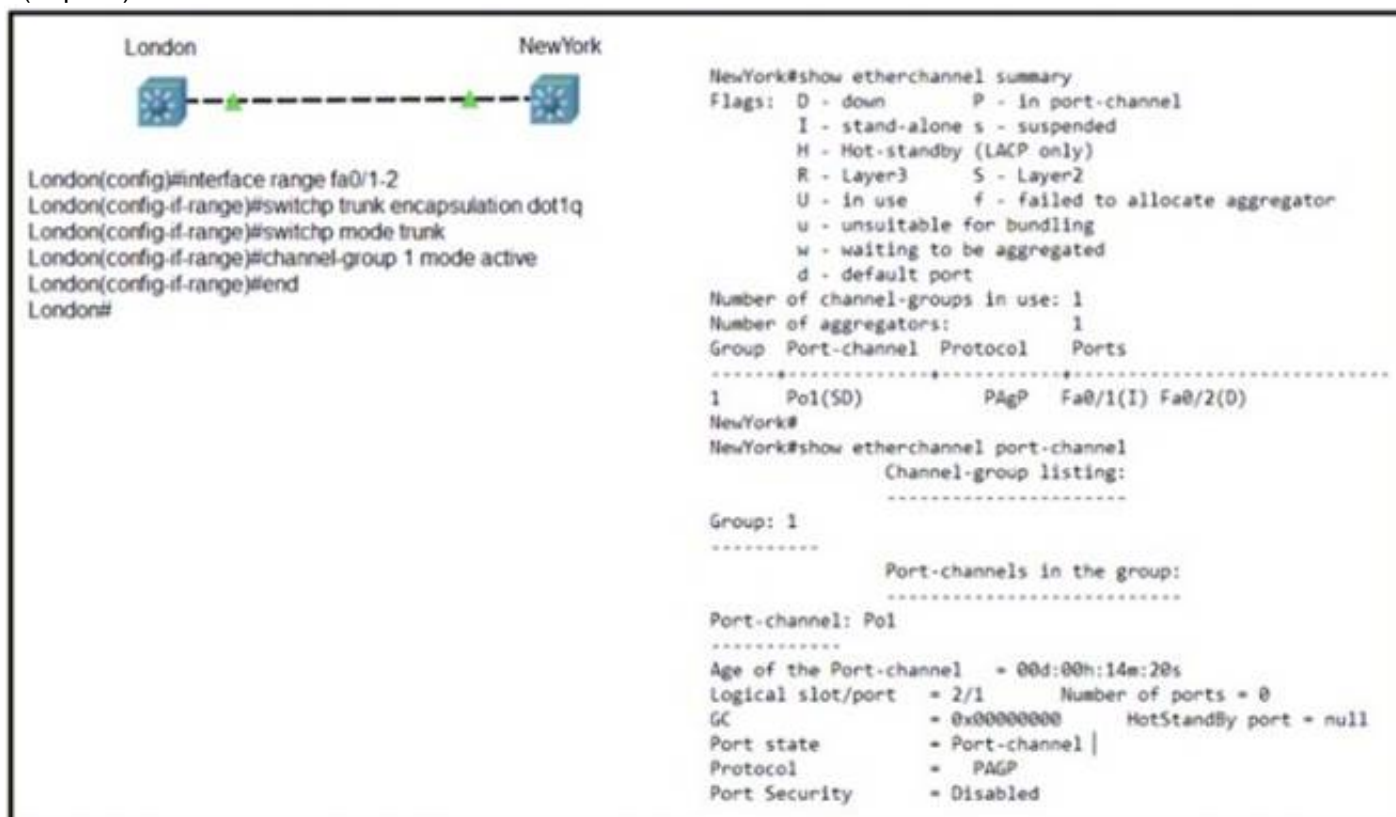 London
NewYork
London(config)#interface range fa0/1-2
London(config-if-range)#switchp trunk encapsulation dot1q
London(config-if-range)#switchp mode trunk
London(config-if-range)#channel-group 1 mode active
London(config-if-range)#end
London#
NewYork#show etherchannel summary
Flags: D - down P - in port-channel
I - stand-alone s - suspended
H - Hot-standby (LACP only)
R - Layer3 S - Layer2
U - in use f - failed to allocate aggregator
u - unsuitable for bundling
w - waiting to be aggregated
d - default port
Number of channel-groups in use: 1
Number of aggregators: 1
Group Port-channel Protocol Ports
------+-------------+-----------+----------------------------
1 Po1(SD) PAgP Fa0/1(I) Fa0/2(D)
NewYork#
NewYork#show etherchannel port-channel
Channel-group listing:
----------------------
Group: 1
----------
Port-channels in the group:
---------------------------
Port-channel: Po1
------------
Age of the Port-channel = 00d:00h:14m:20s
Logical slot/port = 2/1 Number of ports = 0
GC = 0x00000000 HotStandBy port = null
Port state = Port-channel |
Protocol = PAGP
Port Security = Disabled